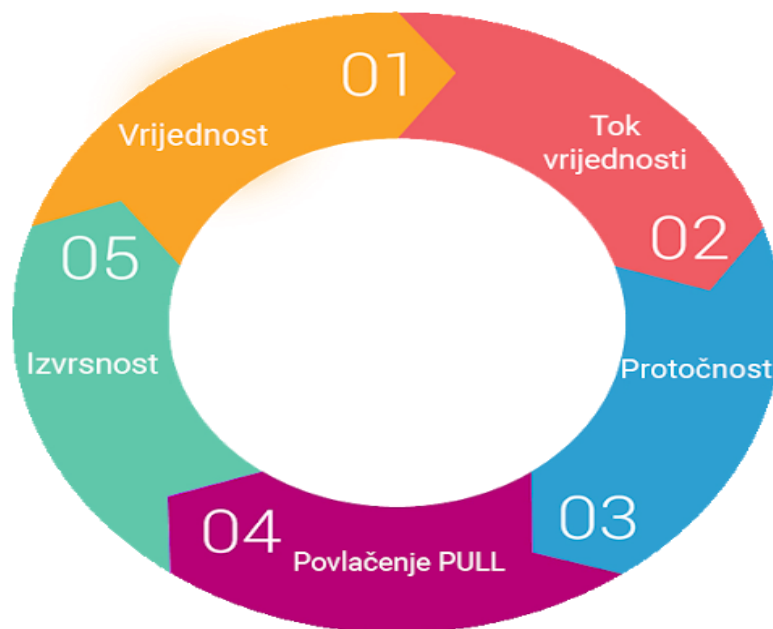 01
Vrijednost
Tok
vrijednosti
02
Protočnost
03
04
Povlačenje PULL
05
Izvrsnost